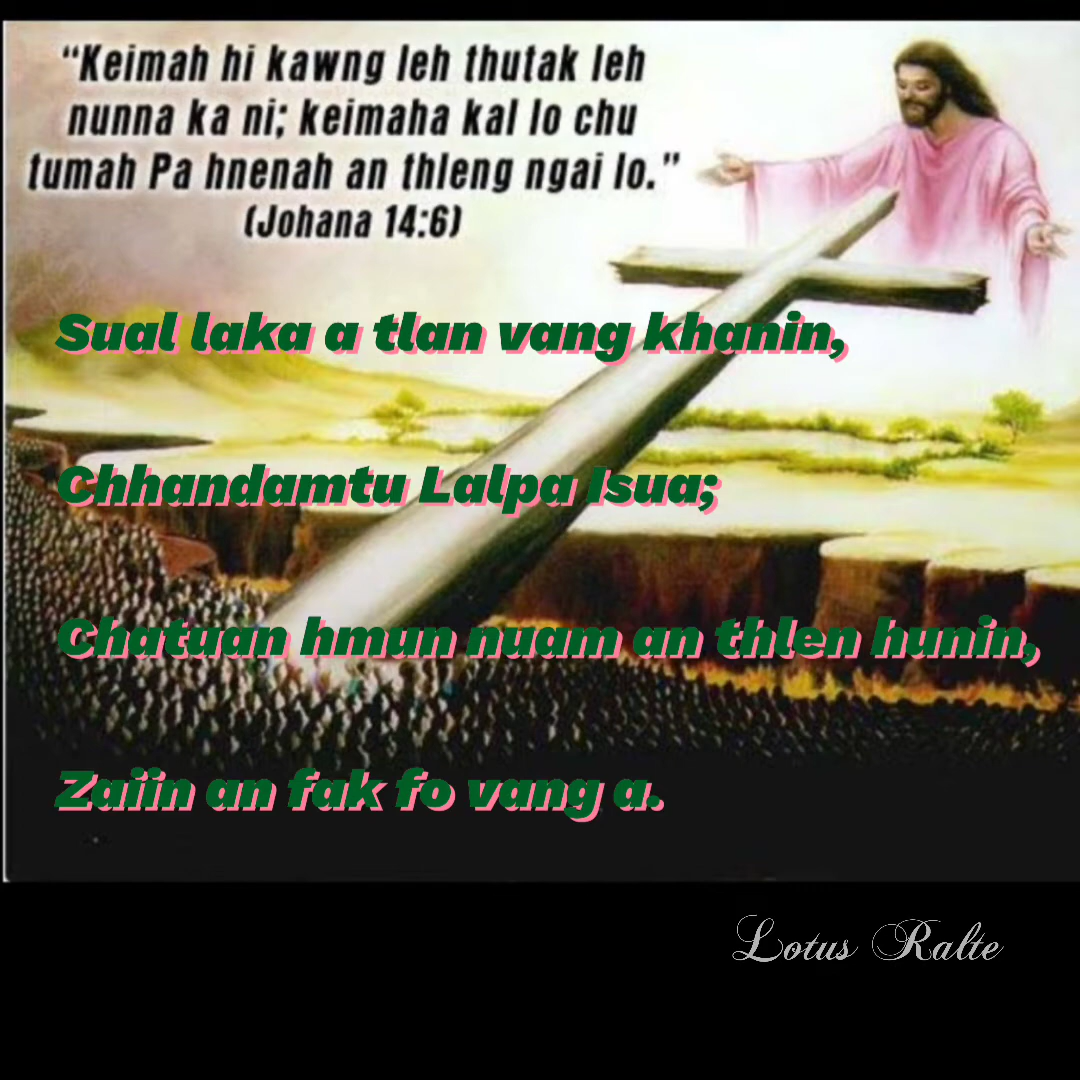 “Keimah hi kawng leh thutak leh
nunna ka ni; keimaha kal lo chu
tumah Pa hnenah an thleng ngai lo.”
(Johana 14:6)
Sual laka a tlan vang khanin,
Chhandamtu Lalpa Isua;
Chatuan hmun nuam an thlen hunin,
Zaiin an fak fo vang a.
Lotus Ralte